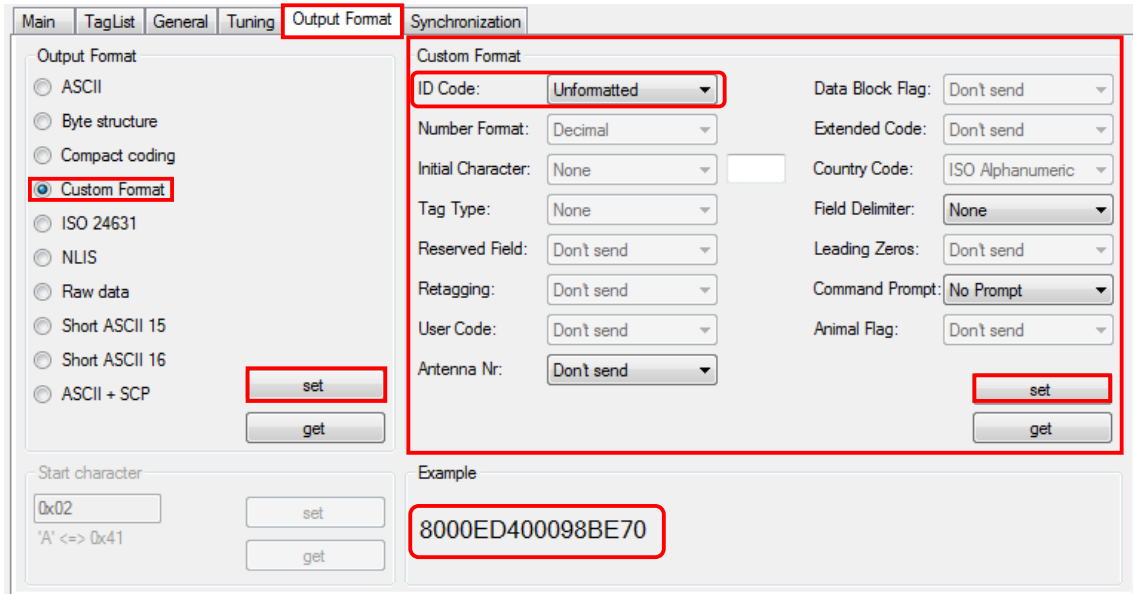 Main TagList General Tuning Output Format Synchronization
Output Format
ASCII
Byte structure
Compact coding
Custom Format
ISO 24631
NLIS
Raw data
Short ASCII 15
Short ASCII 16
ASCII + SCP
set
get
Custom Format
ID Code: Unformatted
Number Format: Decimal
Initial Character: None
Tag Type: None
Reserved Field: Don't send
Retagging: Don't send
User Code: Don't send
Antenna Nr: Don't send
Data Block Flag: Don't send
Extended Code: Don't send
Country Code: ISO Alphanumeric
Field Delimiter: None
Leading Zeros: Don't send
Command Prompt: No Prompt
Animal Flag: Don't send
set
get
Start character
0x02
'A' <=> 0x41
set
get
Example
8000ED400098BE70